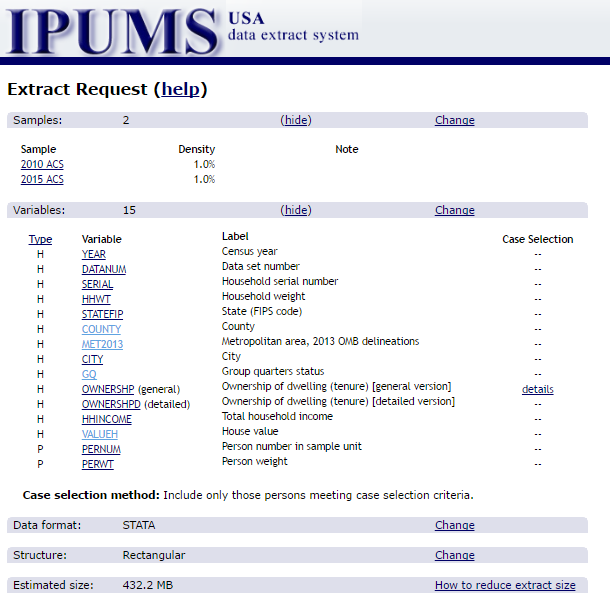 IPUMS USA
data extract system
Extract Request (help)
Samples: 2 (hide) Change
Sample Density Note
2010 ACS 1.0%
2015 ACS 1.0%
Variables: 15 (hide) Change
Type Variable Label Case Selection
H YEAR Census year --
H DATANUM Data set number --
H SERIAL Household serial number --
H HHWT Household weight --
H STATEFIP State (FIPS code) --
H COUNTY County --
H MET2013 Metropolitan area, 2013 OMB delineations --
H CITY City --
H GQ Group quarters status --
H OWNERSHP (general) Ownership of dwelling (tenure) [general version] details
H OWNERSHPD (detailed) Ownership of dwelling (tenure) [detailed version] --
H HHINCOME Total household income --
H VALUEH House value --
P PERNUM Person number in sample unit --
P PERWT Person weight --
Case selection method: Include only those persons meeting case selection criteria.
Data format: STATA Change
Structure: Rectangular Change
Estimated size: 432.2 MB How to reduce extract size